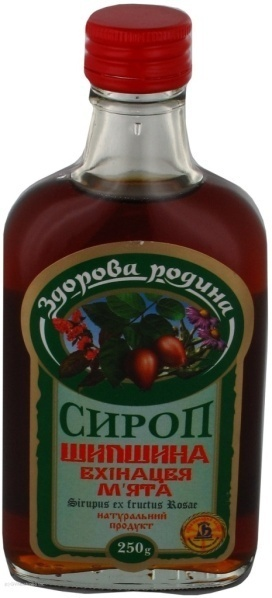 Здорова родина
СИРОП
ШИПШИНА
ЕХІНАЦЕЯ
М'ЯТА
Sirupus ex fructus Rosae
натуральний
продукт
250g